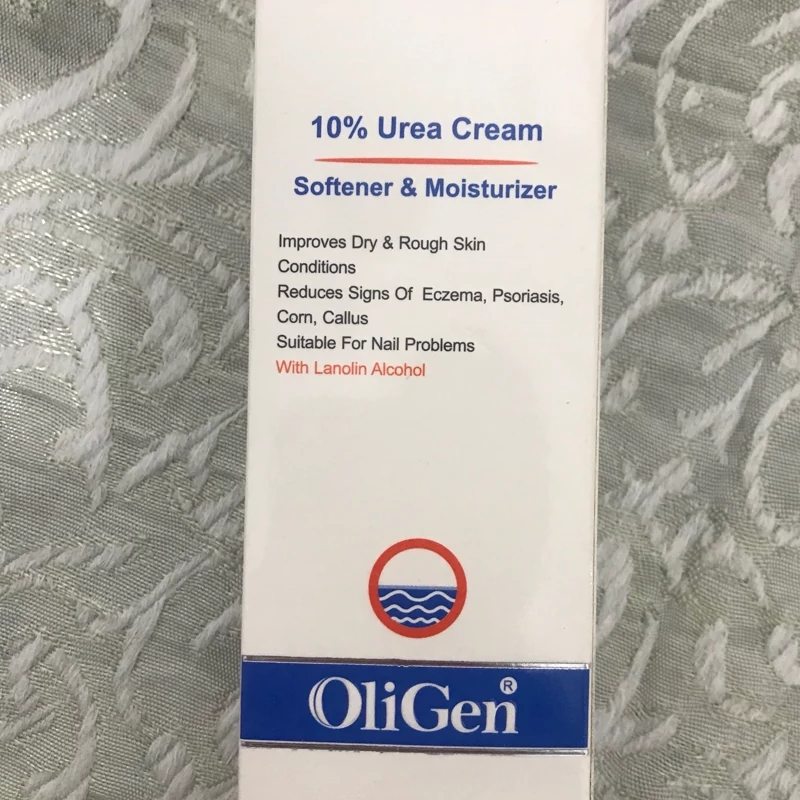 10% Urea Cream
Softener & Moisturizer
Improves Dry & Rough Skin
Conditions
Reduces Signs Of Eczema, Psoriasis,
Corn, Callus
Suitable For Nail Problems
With Lanolin Alcohol
OliGen®